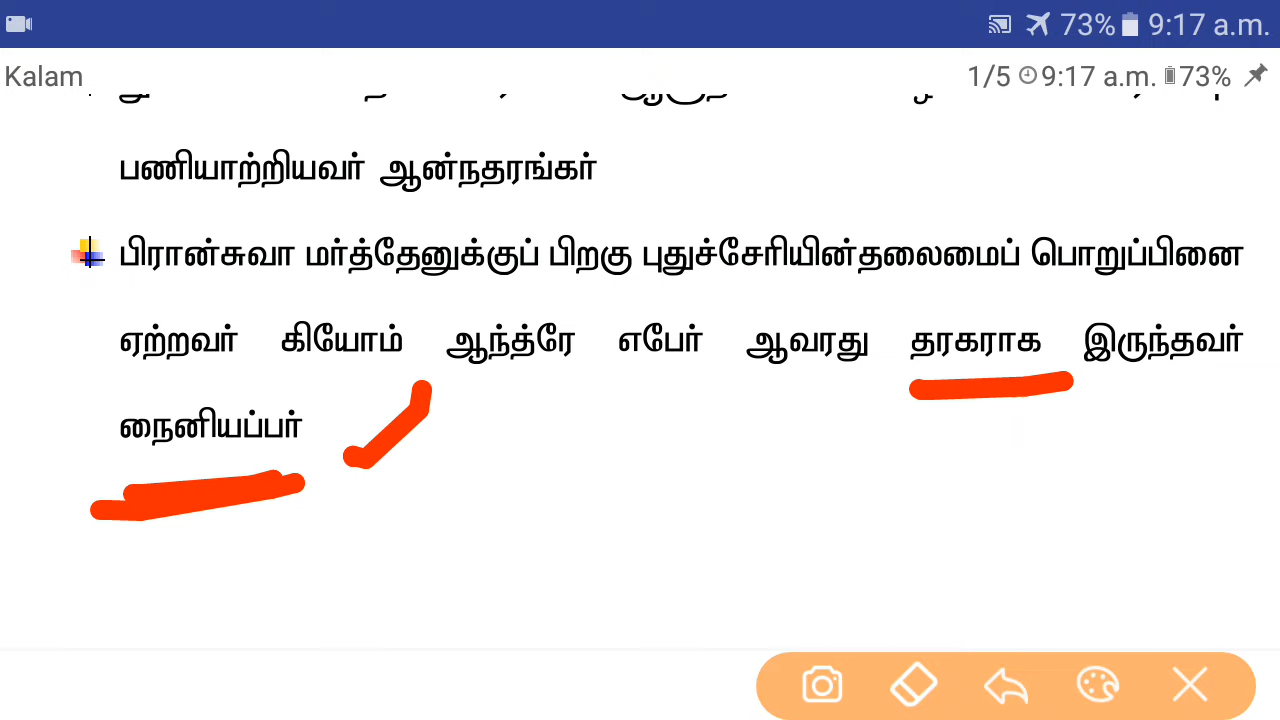 73% 9:17 a.m.
Kalam 1/5 9:17 a.m. 73%
பணியாற்றியவர் ஆன்நதரங்கர்
பிரான்சுவா மர்த்தேனுக்குப் பிறகு புதுச்சேரியின்தலைமைப் பொறுப்பினை
ஏற்றவர் கியோம் ஆந்த்ரே எபேர் ஆவரது தரகராக இருந்தவர்
நைனியப்பர்